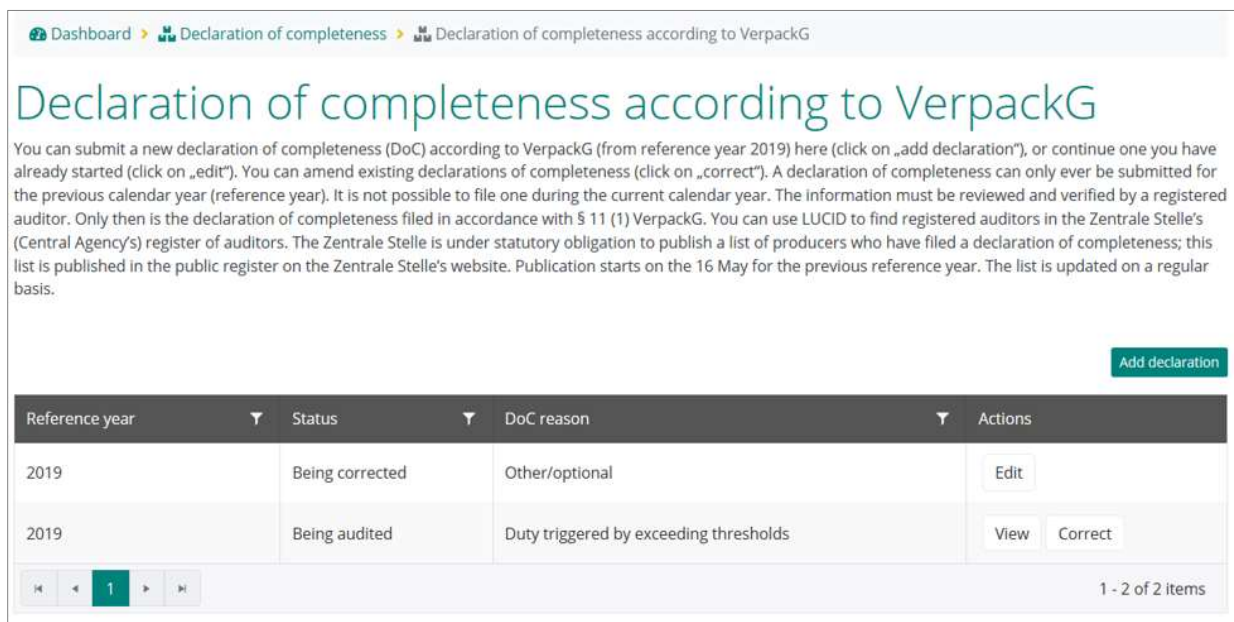 Dashboard > Declaration of completeness > Declaration of completeness according to VerpackG
Declaration of completeness according to VerpackG
You can submit a new declaration of completeness (DoC) according to VerpackG (from reference year 2019) here (click on „add declaration“), or continue one you have
already started (click on „edit“). You can amend existing declarations of completeness (click on „correct“). A declaration of completeness can only ever be submitted for
the previous calendar year (reference year). It is not possible to file one during the current calendar year. The information must be reviewed and verified by a registered
auditor. Only then is the declaration of completeness filed in accordance with § 11 (1) VerpackG. You can use LUCID to find registered auditors in the Zentrale Stelle’s
(Central Agency’s) register of auditors. The Zentrale Stelle is under statutory obligation to publish a list of producers who have filed a declaration of completeness; this
list is published in the public register on the Zentrale Stelle’s website. Publication starts on the 16 May for the previous reference year. The list is updated on a regular
basis.
Add declaration
Reference year Status DoC reason Actions
2019 Being corrected Other/optional Edit
2019 Being audited Duty triggered by exceeding thresholds View Correct
1 1 - 2 of 2 items